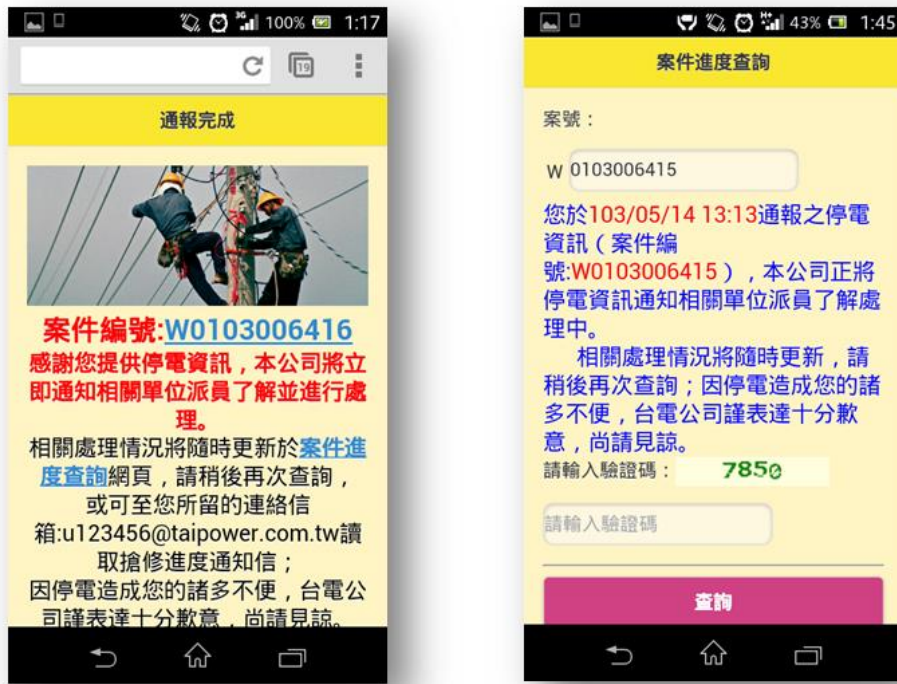 100% 1:17
19
通報完成
案件編號:W0103006416
感謝您提供停電資訊，本公司將立
即通知相關單位派員了解並進行處
理。
相關處理情況將隨時更新於案件進
度查詢網頁，請稍後再次查詢，
或可至您所留的連絡信
箱:u123456@taipower.com.tw讀
取搶修進度通知信；
因停電造成您的諸多不便，台電公
司謹表達十分歉意，尚請見諒。
43% 1:45
案件進度查詢
案號：
W 0103006415
您於103/05/14 13:13通報之停電
資訊（案件編
號:W0103006415），本公司正將
停電資訊通知相關單位派員了解處
理中。
相關處理情況將隨時更新，請
稍後再次查詢；因停電造成您的諸
多不便，台電公司謹表達十分歉
意，尚請見諒。
請輸入驗證碼： 7850
請輸入驗證碼
查詢